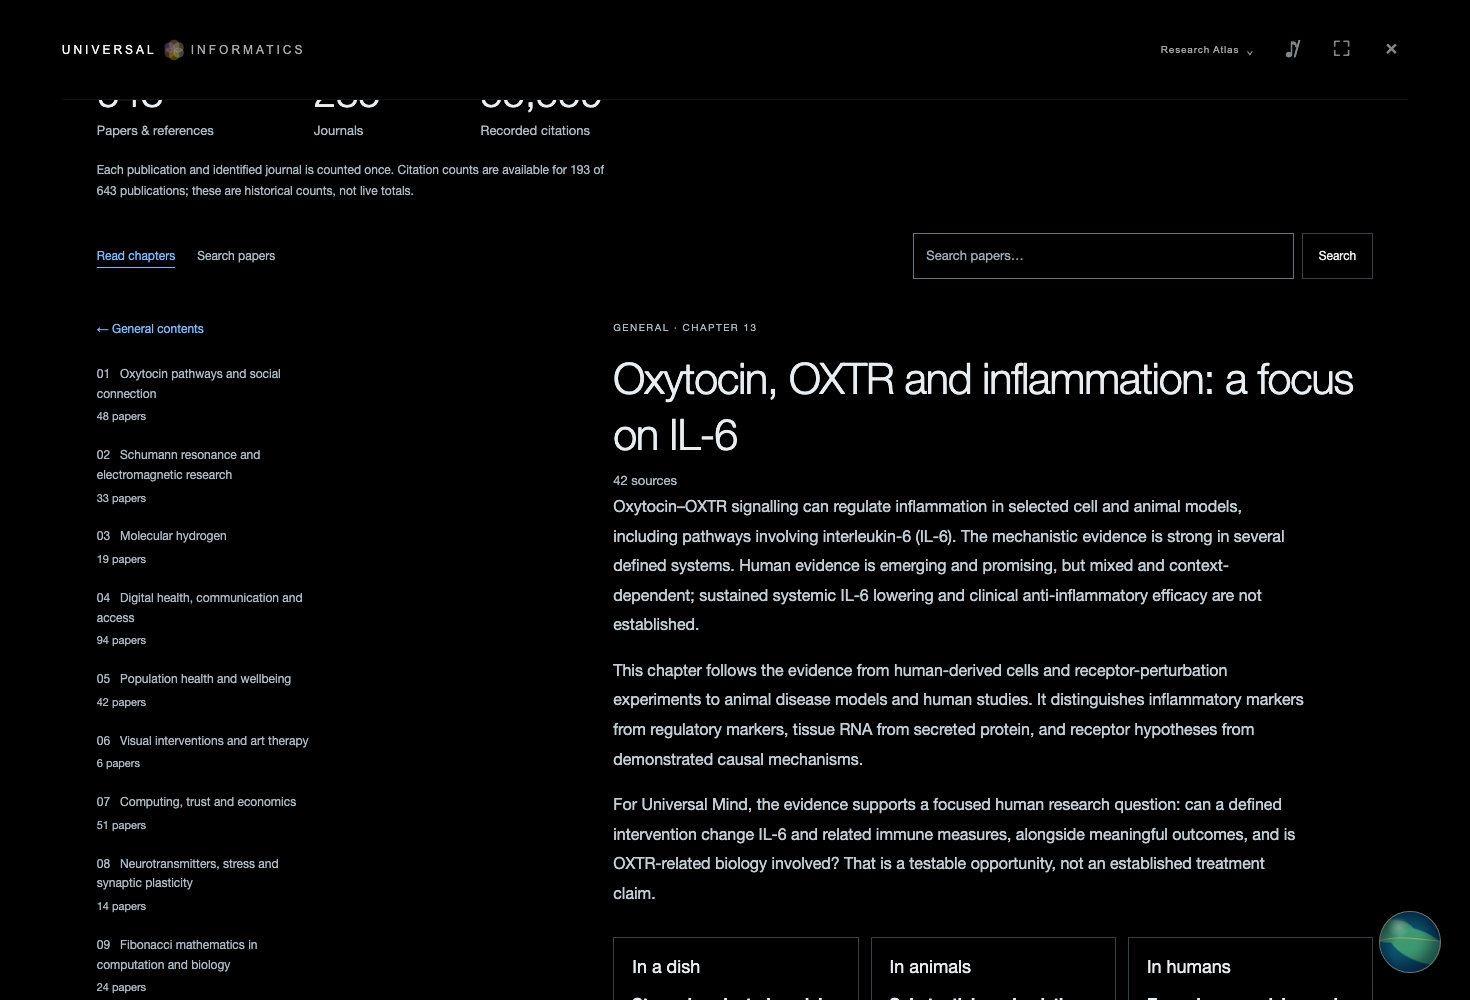 UNIVERSAL INFORMATICS
Research Atlas
Papers & references
Journals
Recorded citations
Each publication and identified journal is counted once. Citation counts are available for 193 of
643 publications; these are historical counts, not live totals.
Read chapters
Search papers
Search papers...
Search
← General contents
01 Oxytocin pathways and social
connection
48 papers
02 Schumann resonance and
electromagnetic research
33 papers
03 Molecular hydrogen
19 papers
04 Digital health, communication and
access
94 papers
05 Population health and wellbeing
42 papers
06 Visual interventions and art therapy
6 papers
07 Computing, trust and economics
51 papers
08 Neurotransmitters, stress and
synaptic plasticity
14 papers
09 Fibonacci mathematics in
computation and biology
24 papers
GENERAL · CHAPTER 13
Oxytocin, OXTR and inflammation: a focus
on IL-6
42 sources
Oxytocin–OXTR signalling can regulate inflammation in selected cell and animal models,
including pathways involving interleukin-6 (IL-6). The mechanistic evidence is strong in several
defined systems. Human evidence is emerging and promising, but mixed and context-
dependent; sustained systemic IL-6 lowering and clinical anti-inflammatory efficacy are not
established.
This chapter follows the evidence from human-derived cells and receptor-perturbation
experiments to animal disease models and human studies. It distinguishes inflammatory markers
from regulatory markers, tissue RNA from secreted protein, and receptor hypotheses from
demonstrated causal mechanisms.
For Universal Mind, the evidence supports a focused human research question: can a defined
intervention change IL-6 and related immune measures, alongside meaningful outcomes, and is
OXTR-related biology involved? That is a testable opportunity, not an established treatment
claim.
In a dish
In animals
In humans